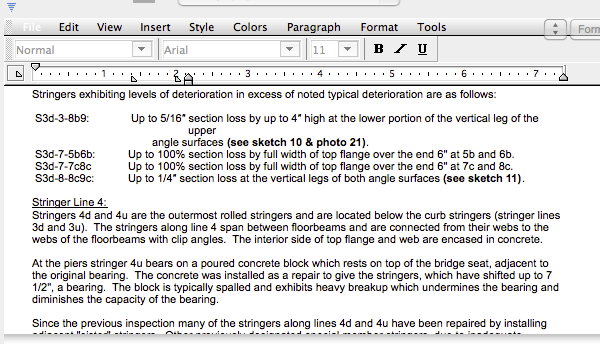 File Edit View Insert Style Colors Paragraph Format Tools
Form
Normal Arial 11 B I U
1 2 3 4 5 6 7
Stringers exhibiting levels of deterioration in excess of noted typical deterioration are as follows:
S3d-3-8b9: Up to 5/16" section loss by up to 4" high at the lower portion of the vertical leg of the
upper
angle surfaces (see sketch 10 & photo 21).
S3d-7-5b6b: Up to 100% section loss by full width of top flange over the end 6" at 5b and 6b.
S3d-7-7c8c Up to 100% section loss by full width of top flange over the end 6" at 7c and 8c.
S3d-8-8c9c: Up to 1/4" section loss at the vertical legs of both angle surfaces (see sketch 11).
Stringer Line 4:
Stringers 4d and 4u are the outermost rolled stringers and are located below the curb stringers (stringer lines
3d and 3u). The stringers along line 4 span between floorbeams and are connected from their webs to the
webs of the floorbeams with clip angles. The interior side of top flange and web are encased in concrete.
At the piers stringer 4u bears on a poured concrete block which rests on top of the bridge seat, adjacent to
the original bearing. The concrete was installed as a repair to give the stringers, which have shifted up to 7
1/2", a bearing. The block is typically spalled and exhibits heavy breakup which undermines the bearing and
diminishes the capacity of the bearing.
Since the previous inspection many of the stringers along lines 4d and 4u have been repaired by installing
adjacent "sister" stringers. Other previously designated special member stringers, due to inadequate